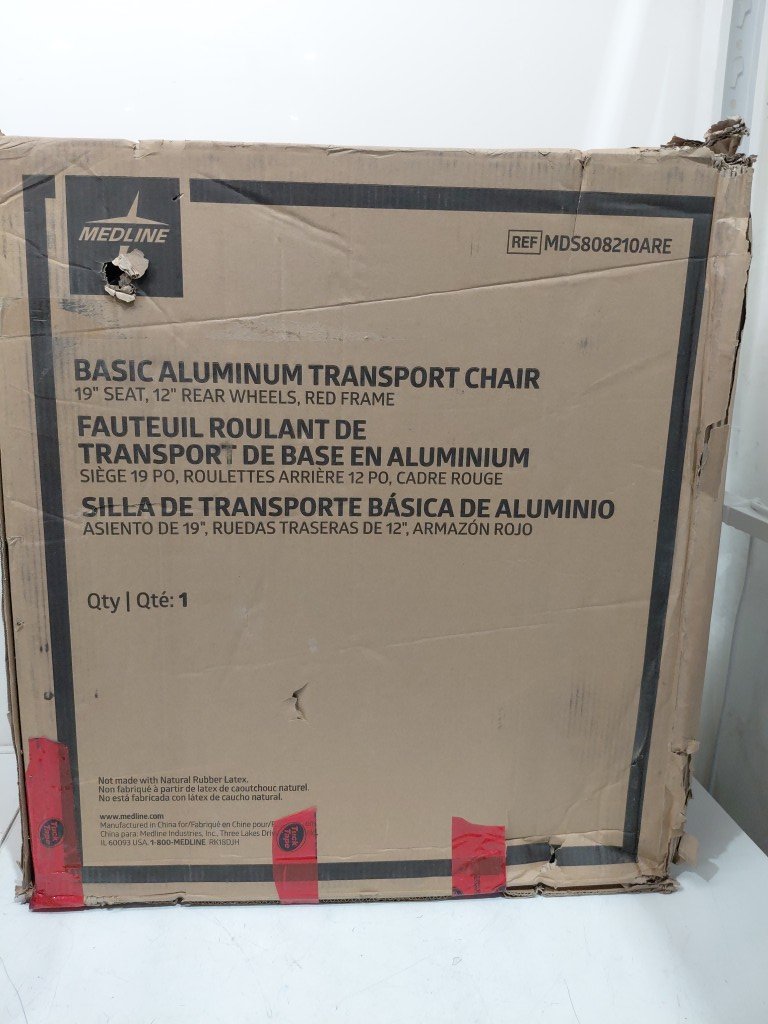 MEDLINE
REF MDS808210ARE
BASIC ALUMINUM TRANSPORT CHAIR
19" SEAT, 12" REAR WHEELS, RED FRAME
FAUTEUIL ROULANT DE
TRANSPORT DE BASE EN ALUMINIUM
SIÈGE 19 PO, ROULETTES ARRIÈRE 12 PO, CADRE ROUGE
SILLA DE TRANSPORTE BÁSICA DE ALUMINIO
ASIENTO DE 19", RUEDAS TRASERAS DE 12", ARMAZÓN ROJO
Qty | Qté: 1
Not made with Natural Rubber Latex.
Non fabriqué à partir de latex de caoutchouc naturel.
No está fabricada con látex de caucho natural.
www.medline.com
Manufactured in China for/Fabriqué en Chine pour/
China para: Medline Industries, Inc., Three Lakes
IL 60093 USA. 1-800-MEDLINE RK18DJH